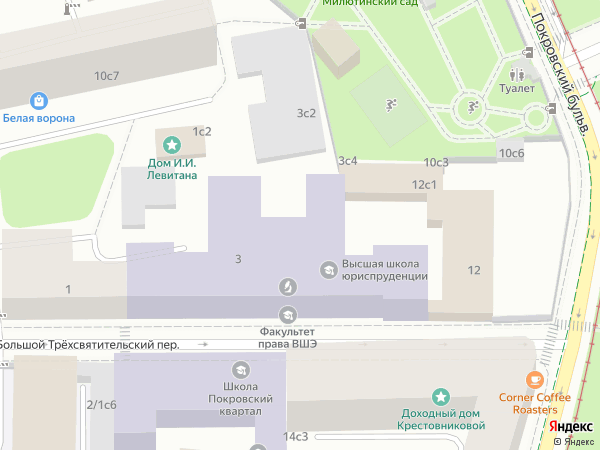 Милютинский сад
Покровский бульв.
Туалет
10с7
Белая ворона
3с2
1с2
Дом И.И.
Левитана
3с4
10с3
10с6
12с1
3
Высшая школа
юриспруденции
12
1
Факультет
права ВШЭ
Большой Трёхсвятительский пер.
Школа
Покровский
квартал
2/1с6
Corner Coffee
Roasters
Доходный дом
Крестовниковой
14с3
Яндекс
© Яндекс